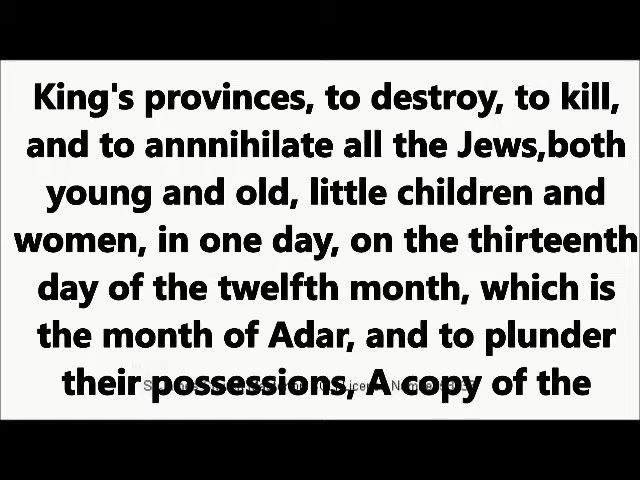 King's provinces, to destroy, to kill,
and to annnihilate all the Jews,both
young and old, little children and
women, in one day, on the thirteenth
day of the twelfth month, which is
the month of Adar, and to plunder
their possessions, A copy of the